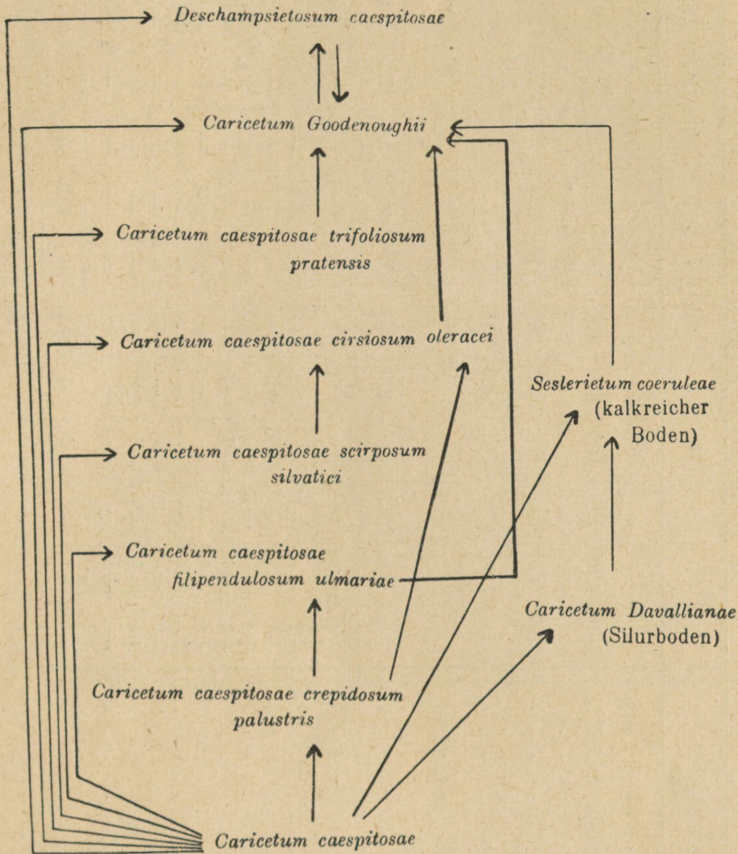 Deschampsietosum caespitosae
Caricetum Goodenoughii
Caricetum caespitosae trifoliosum
pratensis
Caricetum caespitosae cirsiosum oleracei
Seslerietum coeruleae
(kalkreicher
Boden)
Caricetum caespitosae scirposum
silvatici
Caricetum caespitosae
filipendulosum ulmariae
Caricetum Davallianae
(Silurboden)
Caricetum caespitosae crepidosum
palustris
Caricetum caespitosae